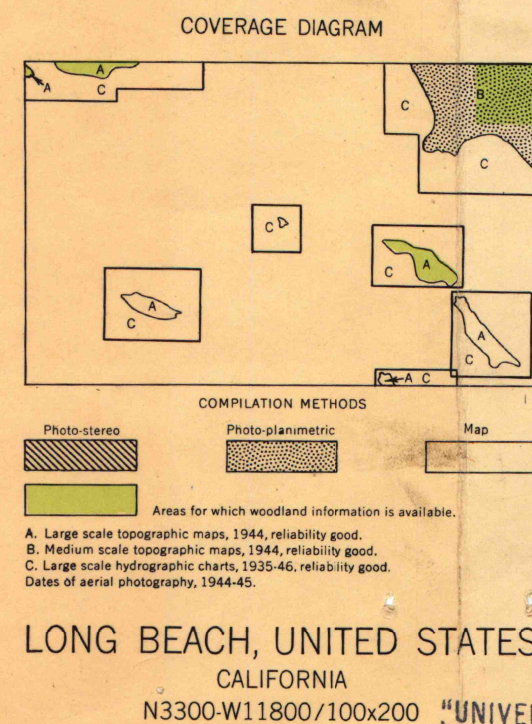 COVERAGE DIAGRAM
A
A
C
C
B
C
C
A
C
A
C
A
C
A C
COMPILATION METHODS
Photo-stereo Photo-planimetric Map
Areas for which woodland information is available.
A. Large scale topographic maps, 1944, reliability good.
B. Medium scale topographic maps, 1944, reliability good.
C. Large scale hydrographic charts, 1935-46, reliability good.
Dates of aerial photography, 1944-45.
LONG BEACH, UNITED STATES
CALIFORNIA
N3300-W11800/100x200 "UNIVE